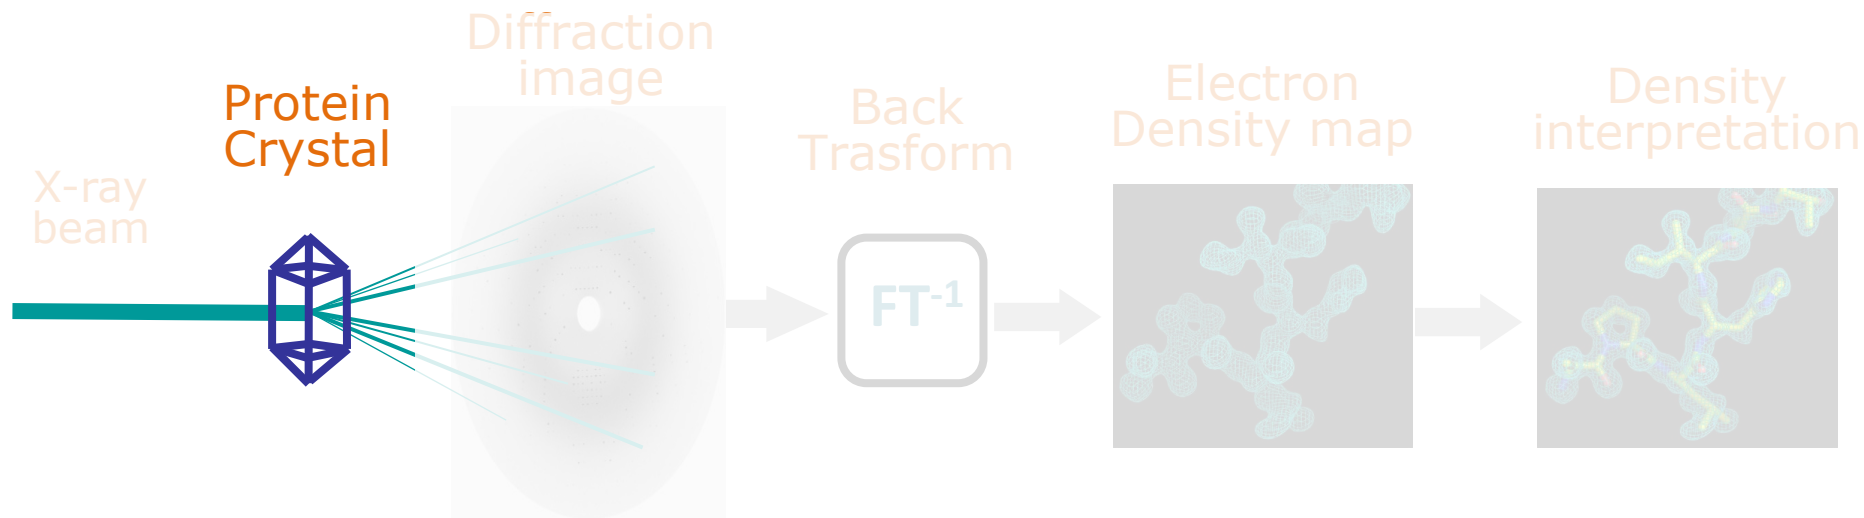 X-ray
beam
Protein
Crystal
Diffraction
image
Back
Trasform
FT-1
Electron
Density map
Density
interpretation